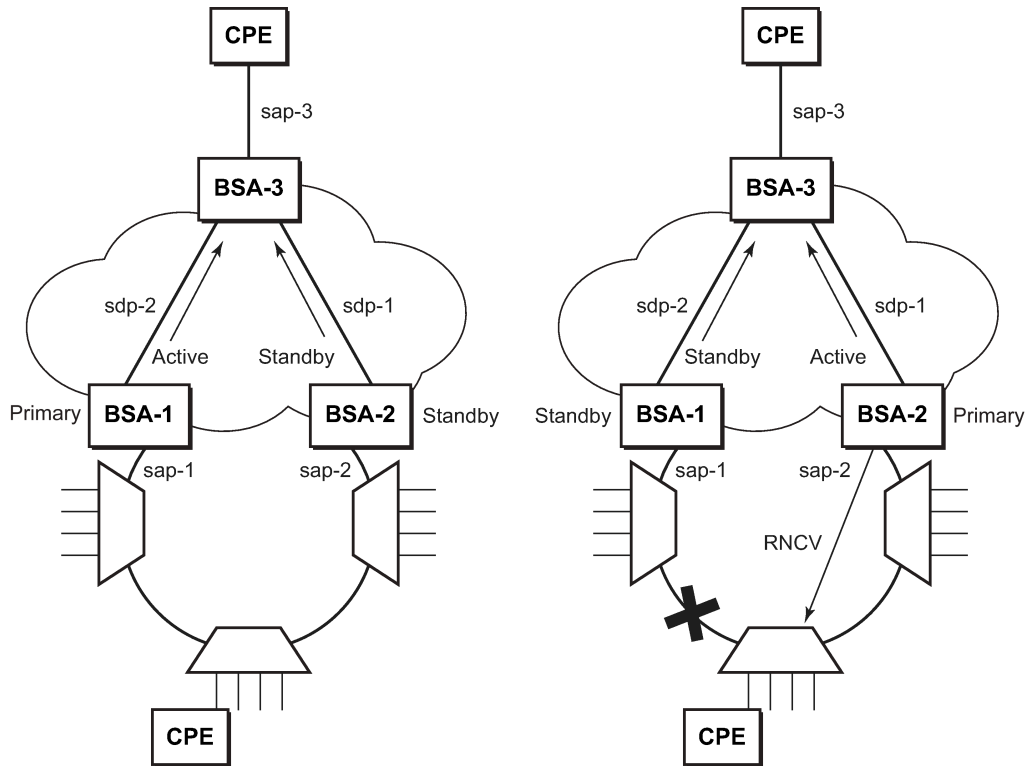 CPE
sap-3
BSA-3
sdp-2
sdp-1
Active
Standby
Primary
BSA-1
BSA-2
Standby
sap-1
sap-2
CPE
CPE
sap-3
BSA-3
sdp-2
sdp-1
Standby
Active
Standby
BSA-1
BSA-2
Primary
sap-1
sap-2
RNCV
CPE